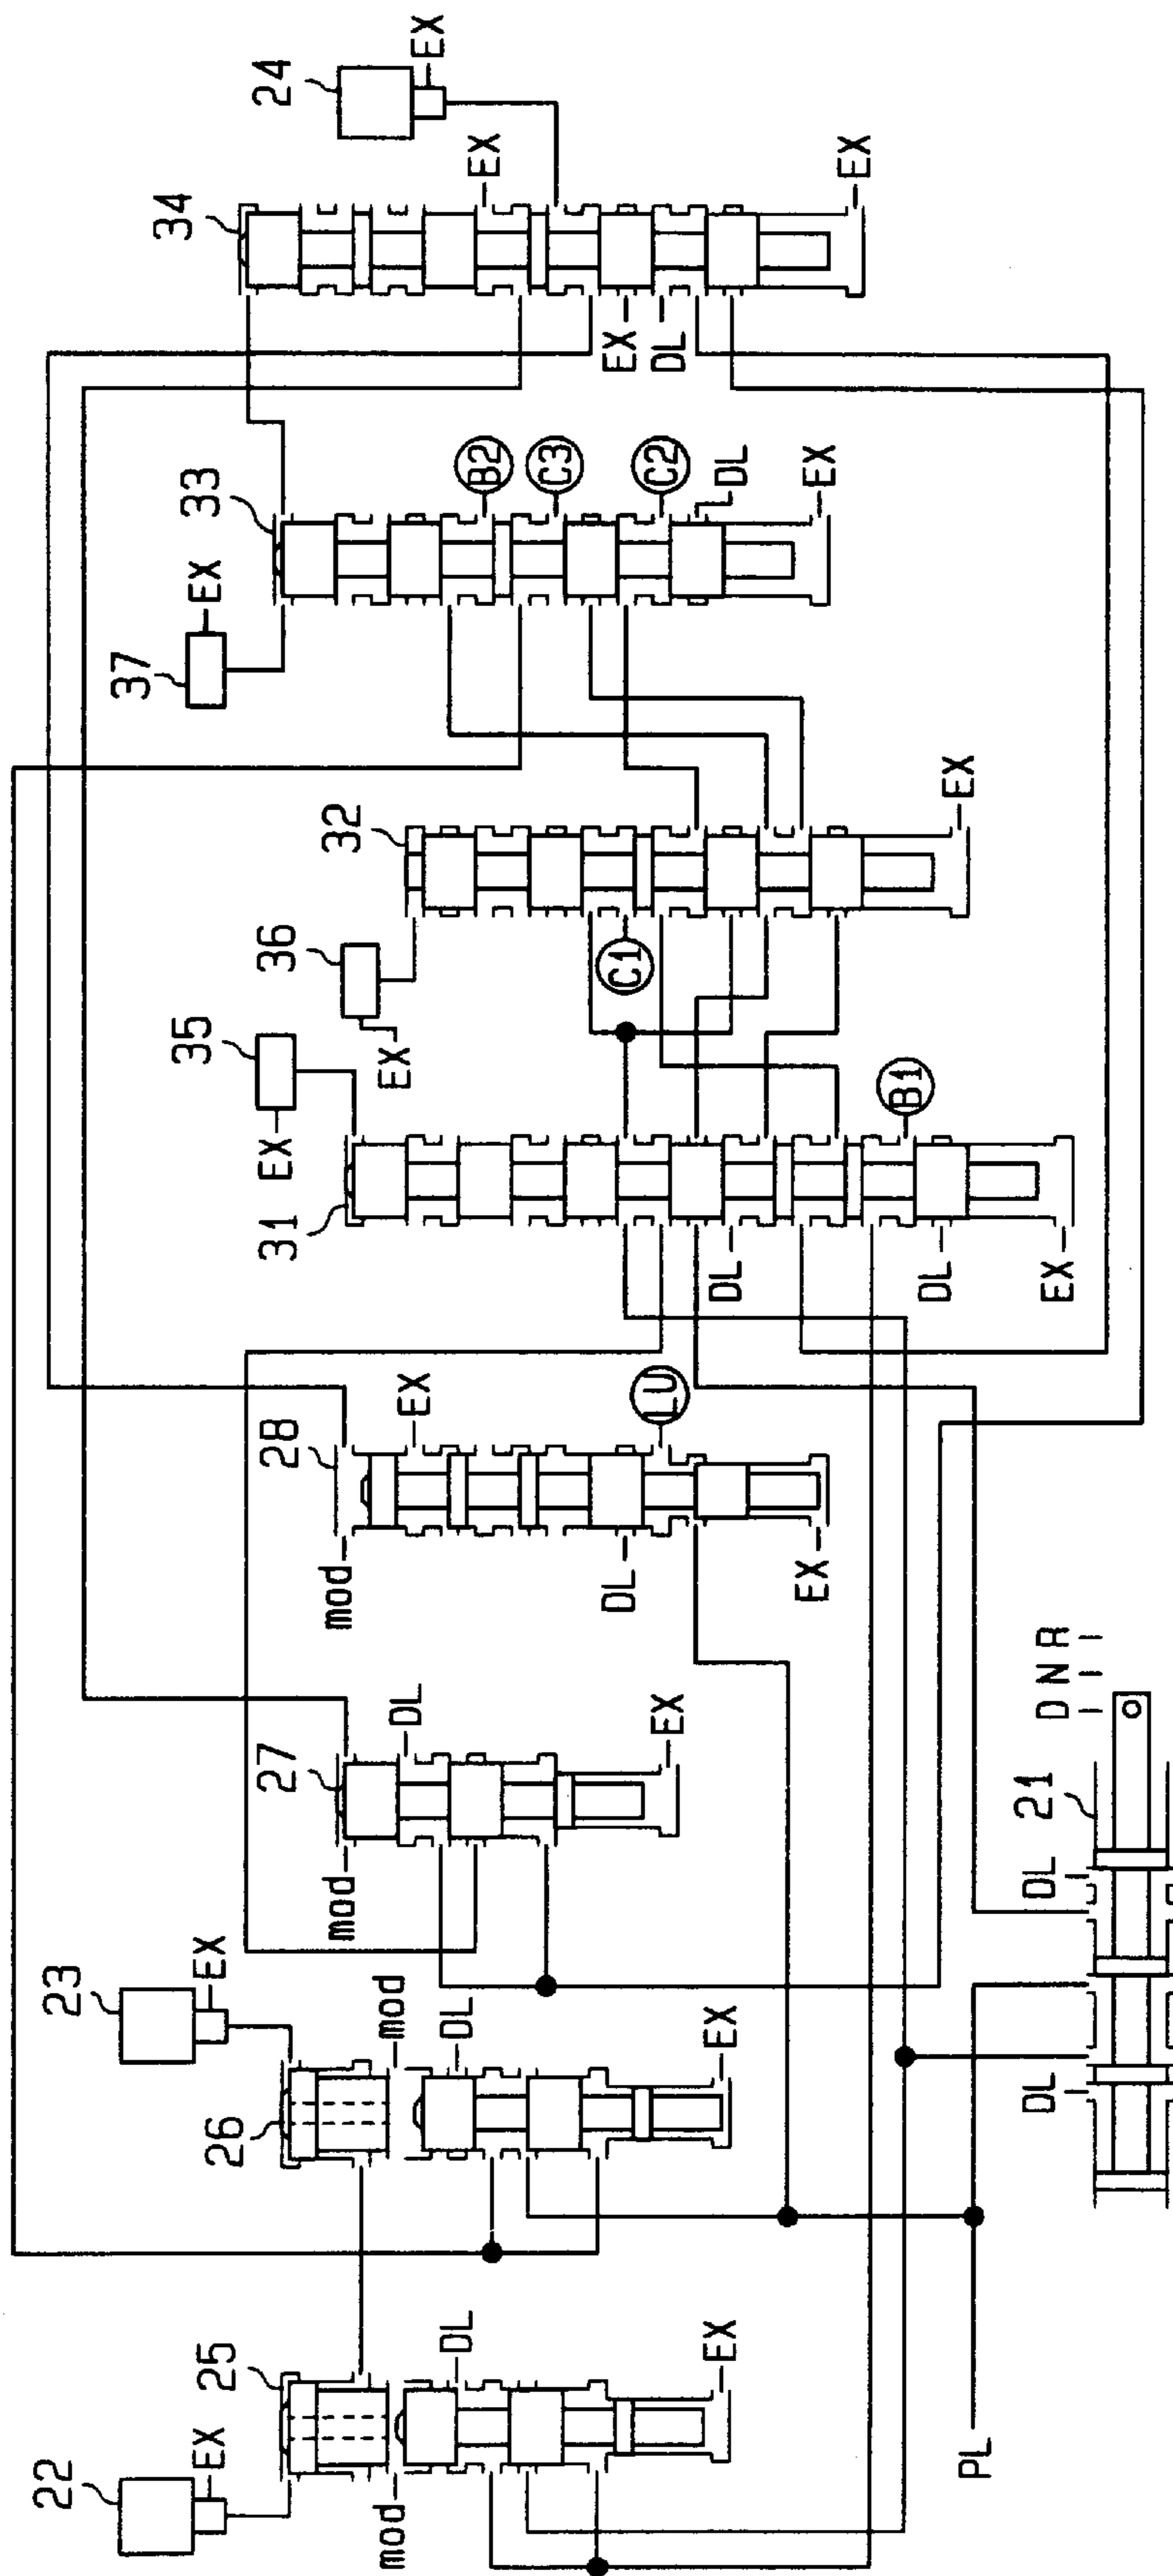 24
EX
34
EX
EX
EX
DL
33
B2
C3
C2
DL
EX
37
EX
32
EX
36
EX
C1
35
EX
31
B1
DL
DL
EX
28
EX
LU
mod
DL
EX
27
DL
EX
mod
D N R
21
DL
DL
23
EX
mod
DL
EX
26
25
DL
EX
22
EX
mod
PL